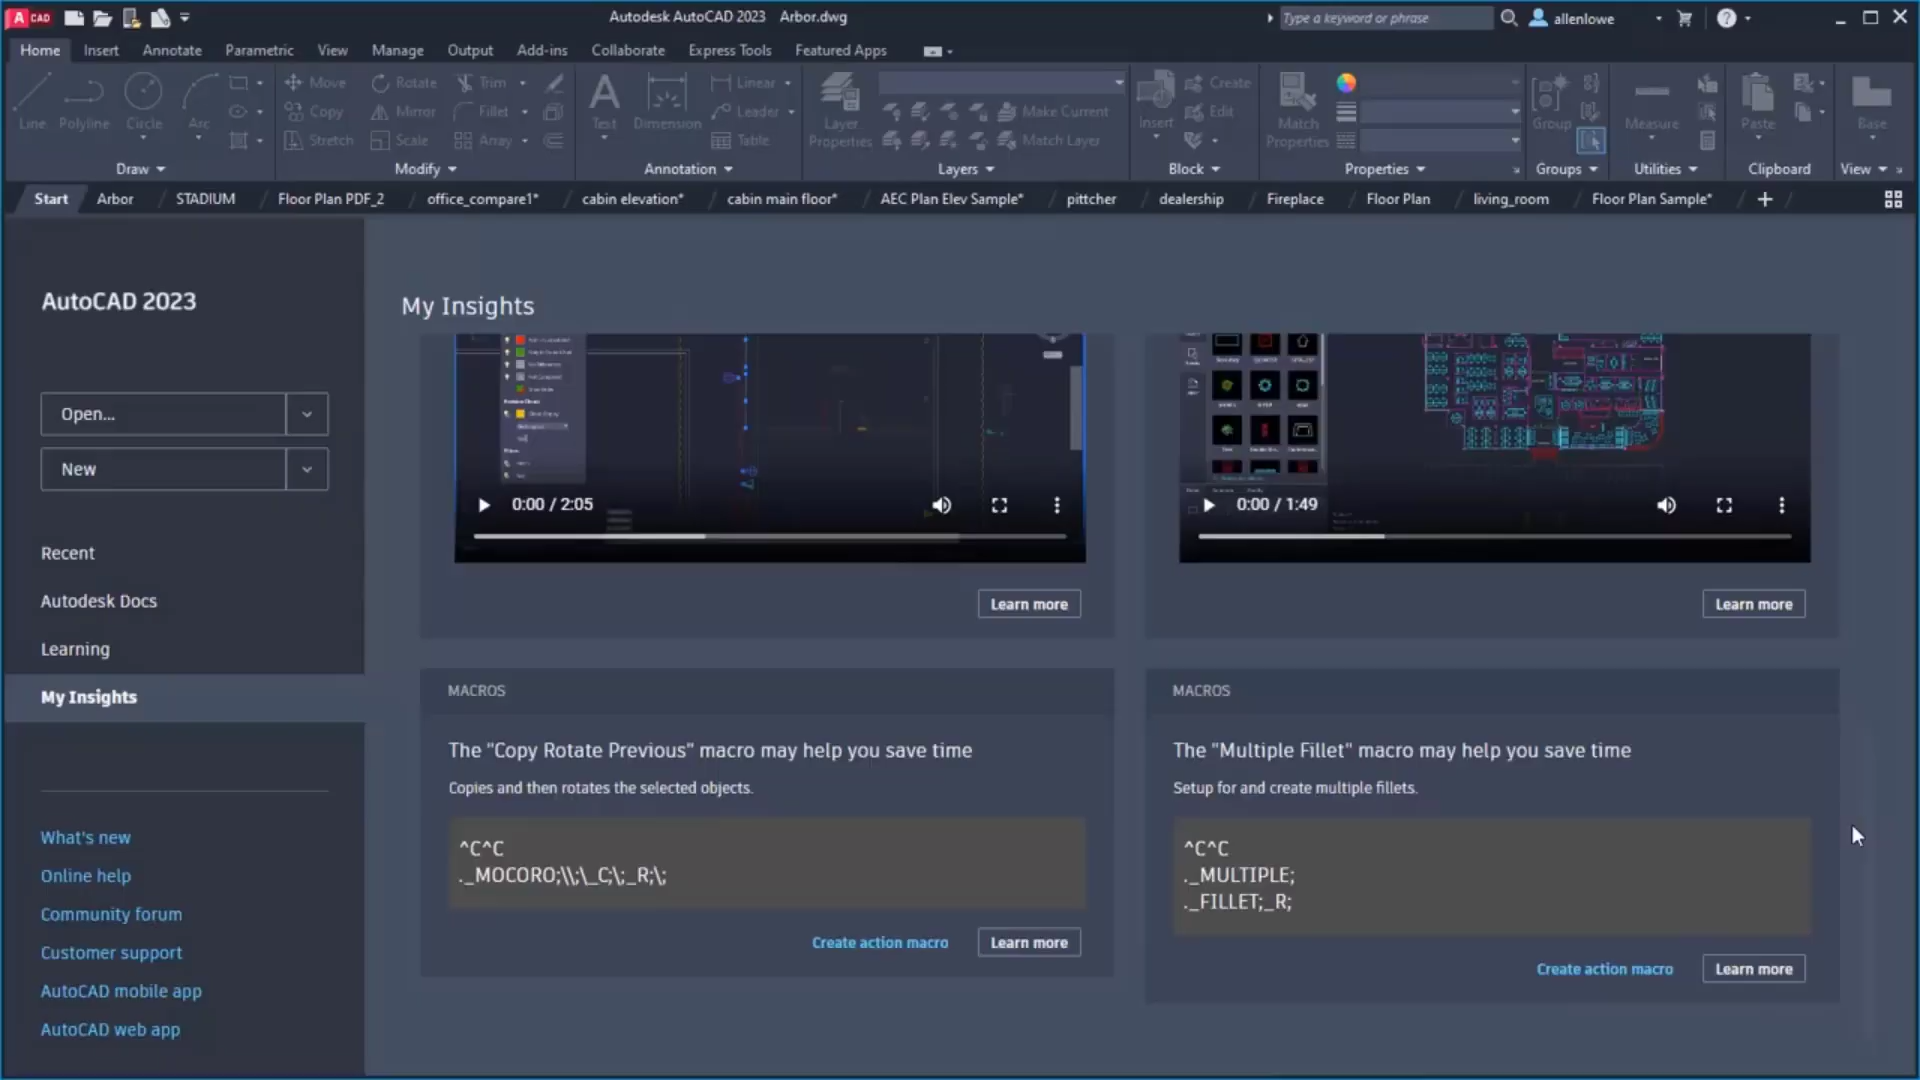 A CAD
Autodesk AutoCAD 2023 Arbor.dwg
Type a keyword or phrase
allenlowe
Home Insert Annotate Parametric View Manage Output Add-ins Collaborate Express Tools Featured Apps
Line Polyline Circle Arc
Draw
Move Rotate Trim
Copy Mirror Fillet
Stretch Scale Array
Modify
Text Dimension
Linear
Leader
Table
Annotation
Layer Properties
Make Current
Match Layer
Layers
Insert
Create
Edit
Block
Match Properties
Properties
Group
Groups
Measure
Utilities
Paste
Clipboard
Base
View
Start Arbor STADIUM Floor Plan PDF_2 office_compare1* cabin elevation* cabin main floor* AEC Plan Elev Sample* pittcher dealership Fireplace Floor Plan living_room Floor Plan Sample*
AutoCAD 2023
Open...
New
Recent
Autodesk Docs
Learning
My Insights
What's new
Online help
Community forum
Customer support
AutoCAD mobile app
AutoCAD web app
My Insights
0:00 / 2:05
Learn more
0:00 / 1:49
Learn more
MACROS
The "Copy Rotate Previous" macro may help you save time
Copies and then rotates the selected objects.
^C^C
._MOCORO;\\;\_C;\;_R;\;
Create action macro
Learn more
MACROS
The "Multiple Fillet" macro may help you save time
Setup for and create multiple fillets.
^C^C
._MULTIPLE;
._FILLET;_R;
Create action macro
Learn more